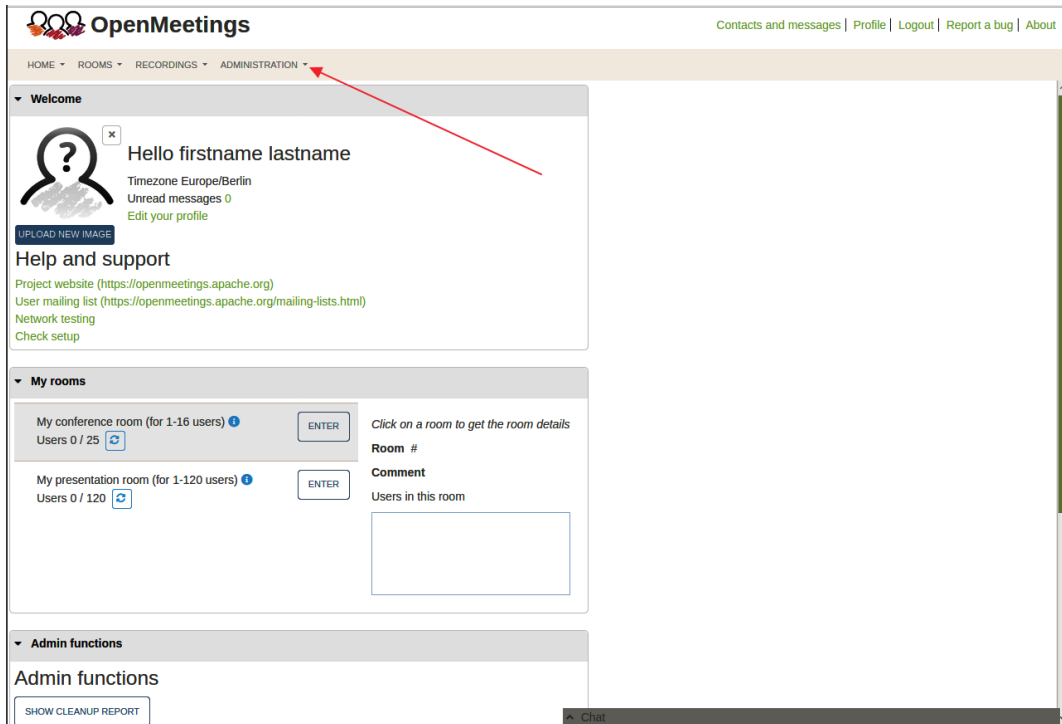 OpenMeetings
Contacts and messages | Profile | Logout | Report a bug | About
HOME ROOMS RECORDINGS ADMINISTRATION
Welcome
Hello firstname lastname
Timezone Europe/Berlin
Unread messages 0
Edit your profile
UPLOAD NEW IMAGE
Help and support
Project website (https://openmeetings.apache.org)
User mailing list (https://openmeetings.apache.org/mailing-lists.html)
Network testing
Check setup
My rooms
My conference room (for 1-16 users)
Users 0 / 25
ENTER
My presentation room (for 1-120 users)
Users 0 / 120
ENTER
Click on a room to get the room details
Room #
Comment
Users in this room
Admin functions
Admin functions
SHOW CLEANUP REPORT
Chat